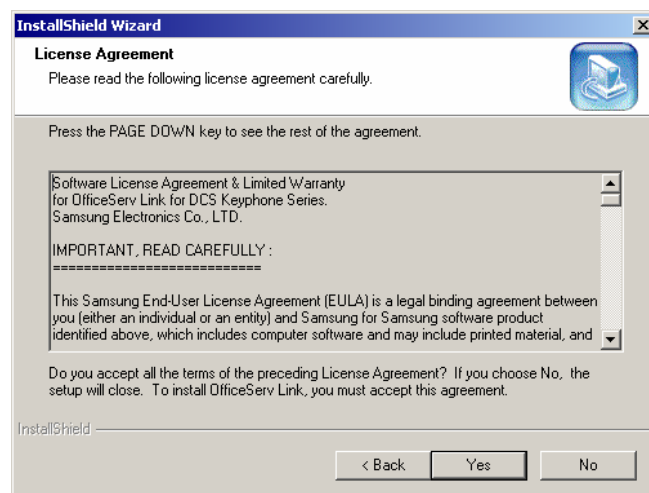 InstallShield Wizard
License Agreement
Please read the following license agreement carefully.
Press the PAGE DOWN key to see the rest of the agreement.
Software License Agreement & Limited Warranty
for OfficeServ Link for DCS Keyphone Series.
Samsung Electronics Co., LTD.
IMPORTANT, READ CAREFULLY :
===========================
This Samsung End-User License Agreement (EULA) is a legal binding agreement between
you (either an individual or an entity) and Samsung for Samsung software product
identified above, which includes computer software and may include printed material, and
Do you accept all the terms of the preceding License Agreement?  If you choose No,  the
setup will close.  To install OfficeServ Link, you must accept this agreement.
InstallShield
< Back
Yes
No